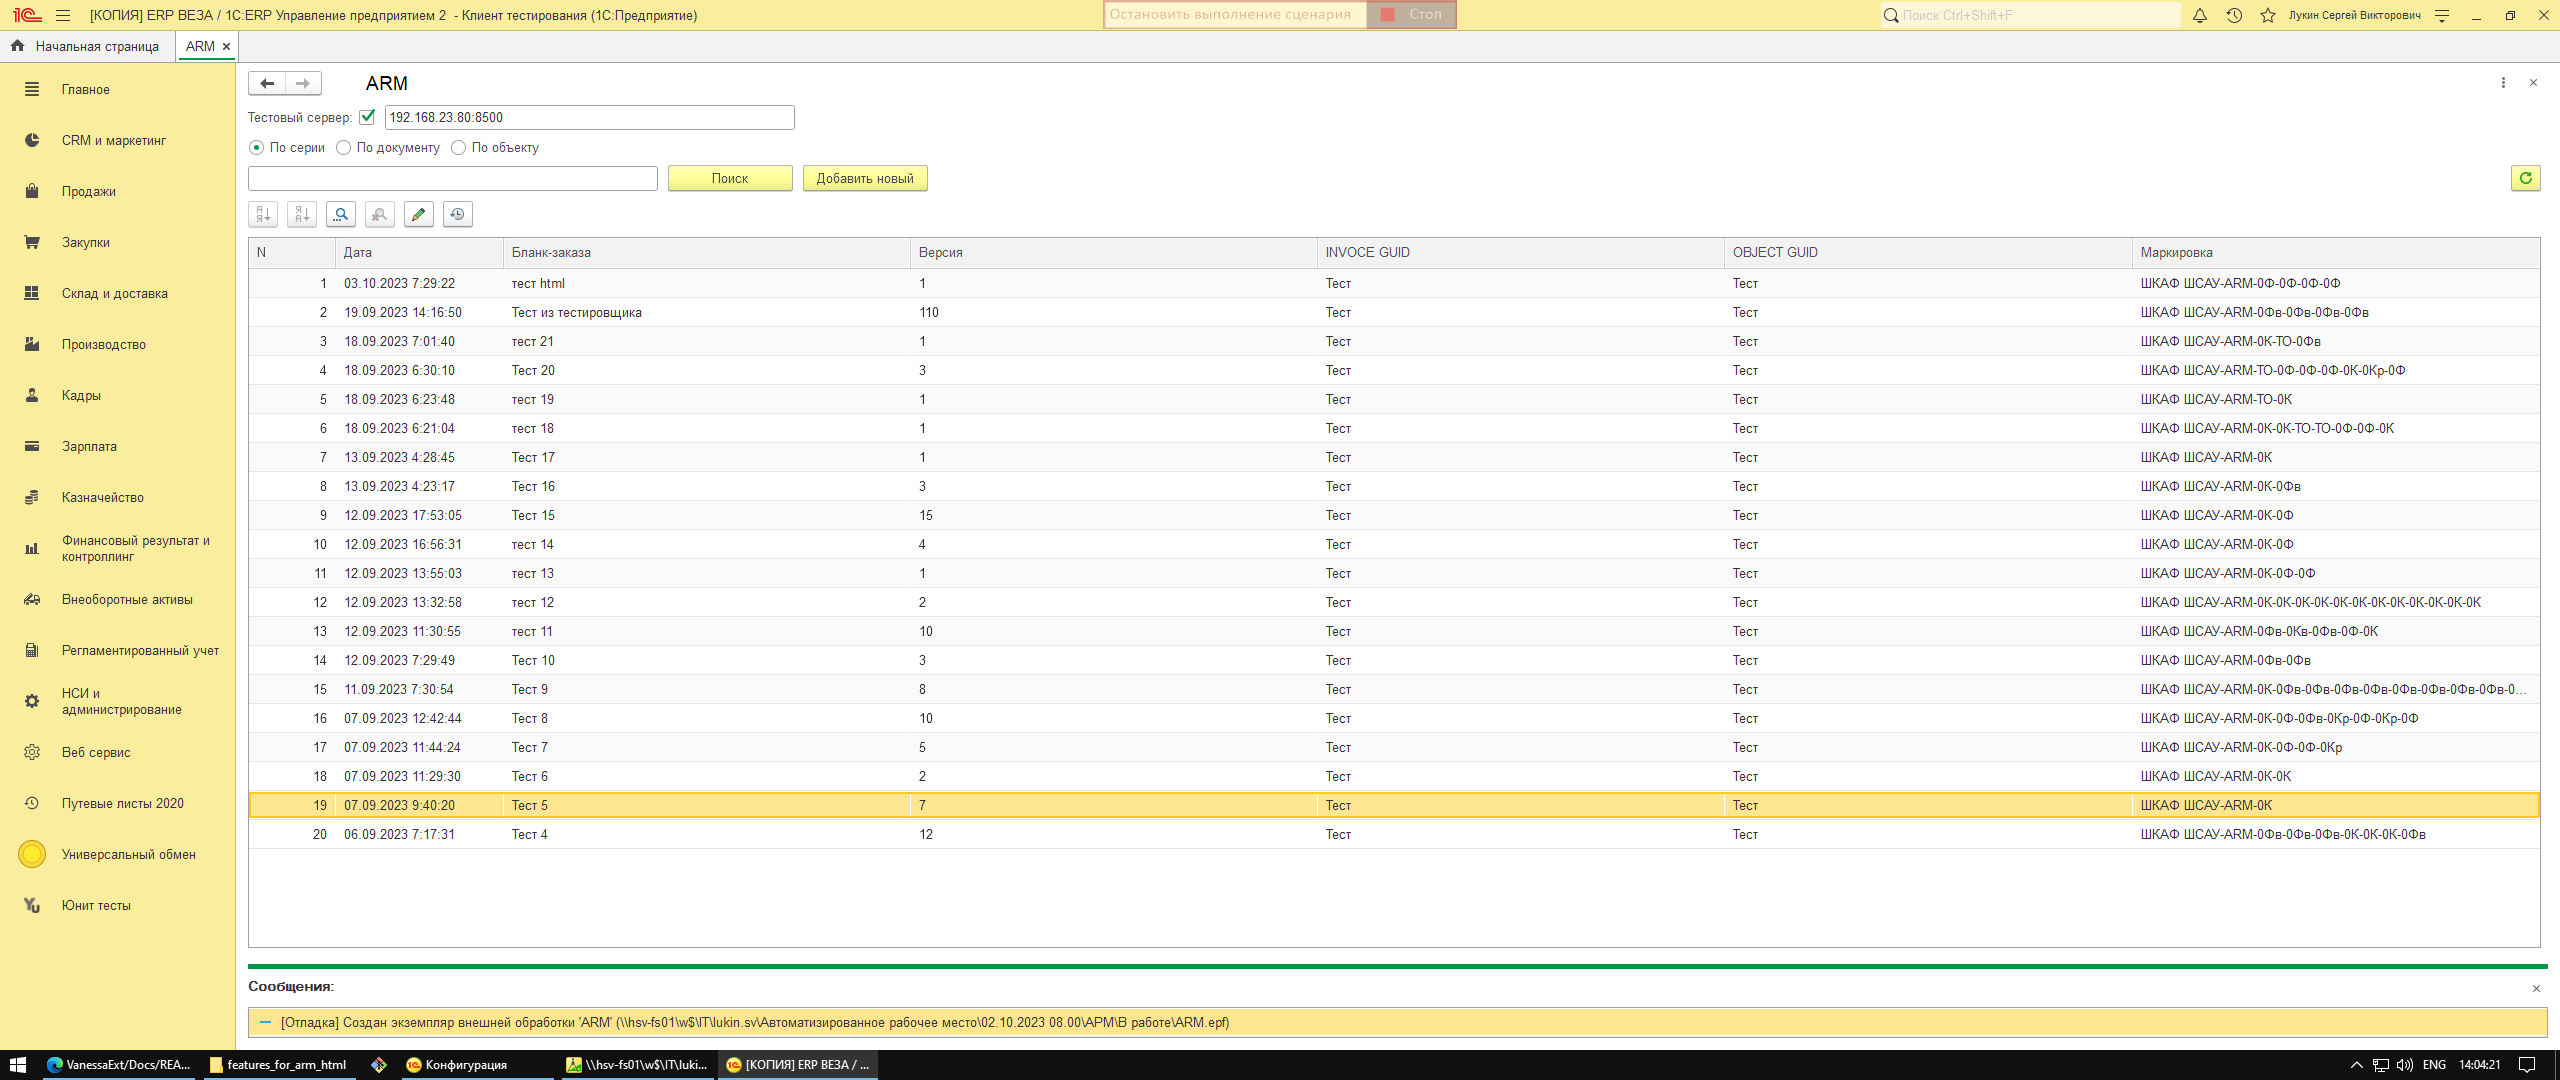 [КОПИЯ] ERP ВЕЗА / 1С:ERP Управление предприятием 2 - Клиент тестирования (1С:Предприятие)
Остановить выполнение сценария Стоп
Поиск Ctrl+Shift+F
Лукин Сергей Викторович
Начальная страница ARM
Главное
CRM и маркетинг
Продажи
Закупки
Склад и доставка
Производство
Кадры
Зарплата
Казначейство
Финансовый результат и
контроллинг
Внеоборотные активы
Регламентированный учет
НСИ и
администрирование
Веб сервис
Путевые листы 2020
Универсальный обмен
Юнит тесты
ARM
Тестовый сервер: 192.168.23.80:8500
По серии По документу По объекту
Поиск Добавить новый
N Дата Бланк-заказа Версия INVOCE GUID OBJECT GUID Маркировка
1 03.10.2023 7:29:22 тест html 1 Тест Тест ШКАФ ШСАУ-ARM-0Ф-0Ф-0Ф-0Ф
2 19.09.2023 14:16:50 Тест из тестировщика 110 Тест Тест ШКАФ ШСАУ-ARM-0Фв-0Фв-0Фв-0Фв
3 18.09.2023 7:01:40 тест 21 1 Тест Тест ШКАФ ШСАУ-ARM-0К-ТО-0Фв
4 18.09.2023 6:30:10 Тест 20 3 Тест Тест ШКАФ ШСАУ-ARM-ТО-0Ф-0Ф-0Ф-0К-0Кр-0Ф
5 18.09.2023 6:23:48 тест 19 1 Тест Тест ШКАФ ШСАУ-ARM-ТО-0К
6 18.09.2023 6:21:04 тест 18 1 Тест Тест ШКАФ ШСАУ-ARM-0К-0К-ТО-ТО-0Ф-0Ф-0К
7 13.09.2023 4:28:45 Тест 17 1 Тест Тест ШКАФ ШСАУ-ARM-0К
8 13.09.2023 4:23:17 Тест 16 3 Тест Тест ШКАФ ШСАУ-ARM-0К-0Фв
9 12.09.2023 17:53:05 Тест 15 15 Тест Тест ШКАФ ШСАУ-ARM-0К-0Ф
10 12.09.2023 16:56:31 тест 14 4 Тест Тест ШКАФ ШСАУ-ARM-0К-0Ф
11 12.09.2023 13:55:03 тест 13 1 Тест Тест ШКАФ ШСАУ-ARM-0К-0Ф-0Ф
12 12.09.2023 13:32:58 тест 12 2 Тест Тест ШКАФ ШСАУ-ARM-0К-0К-0К-0К-0К-0К-0К-0К-0К-0К-0К
13 12.09.2023 11:30:55 тест 11 10 Тест Тест ШКАФ ШСАУ-ARM-0Фв-0Кв-0Фв-0Ф-0К
14 12.09.2023 7:29:49 Тест 10 3 Тест Тест ШКАФ ШСАУ-ARM-0Фв-0Фв
15 11.09.2023 7:30:54 Тест 9 8 Тест Тест ШКАФ ШСАУ-ARM-0К-0Фв-0Фв-0Фв-0Фв-0Фв-0Фв-0Фв-0Фв-0...
16 07.09.2023 12:42:44 Тест 8 10 Тест Тест ШКАФ ШСАУ-ARM-0К-0Ф-0Фв-0Кр-0Ф-0Кр-0Ф
17 07.09.2023 11:44:24 Тест 7 5 Тест Тест ШКАФ ШСАУ-ARM-0К-0Ф-0Ф-0Кр
18 07.09.2023 11:29:30 Тест 6 2 Тест Тест ШКАФ ШСАУ-ARM-0К-0К
19 07.09.2023 9:40:20 Тест 5 7 Тест Тест ШКАФ ШСАУ-ARM-0К
20 06.09.2023 7:17:31 Тест 4 12 Тест Тест ШКАФ ШСАУ-ARM-0Фв-0Фв-0Фв-0К-0К-0К-0Фв
Сообщения:
[Отладка] Создан экземпляр внешней обработки 'ARM' (\\hsv-fs01\w$\IT\lukin.sv\Автоматизированное рабочее место\02.10.2023 08.00\АРМ\В работе\ARM.epf)
VanessaExt/Docs/REA... features_for_arm_html Конфигурация \\hsv-fs01\w$\IT\luki... [КОПИЯ] ERP ВЕЗА / ... ENG 14:04:21